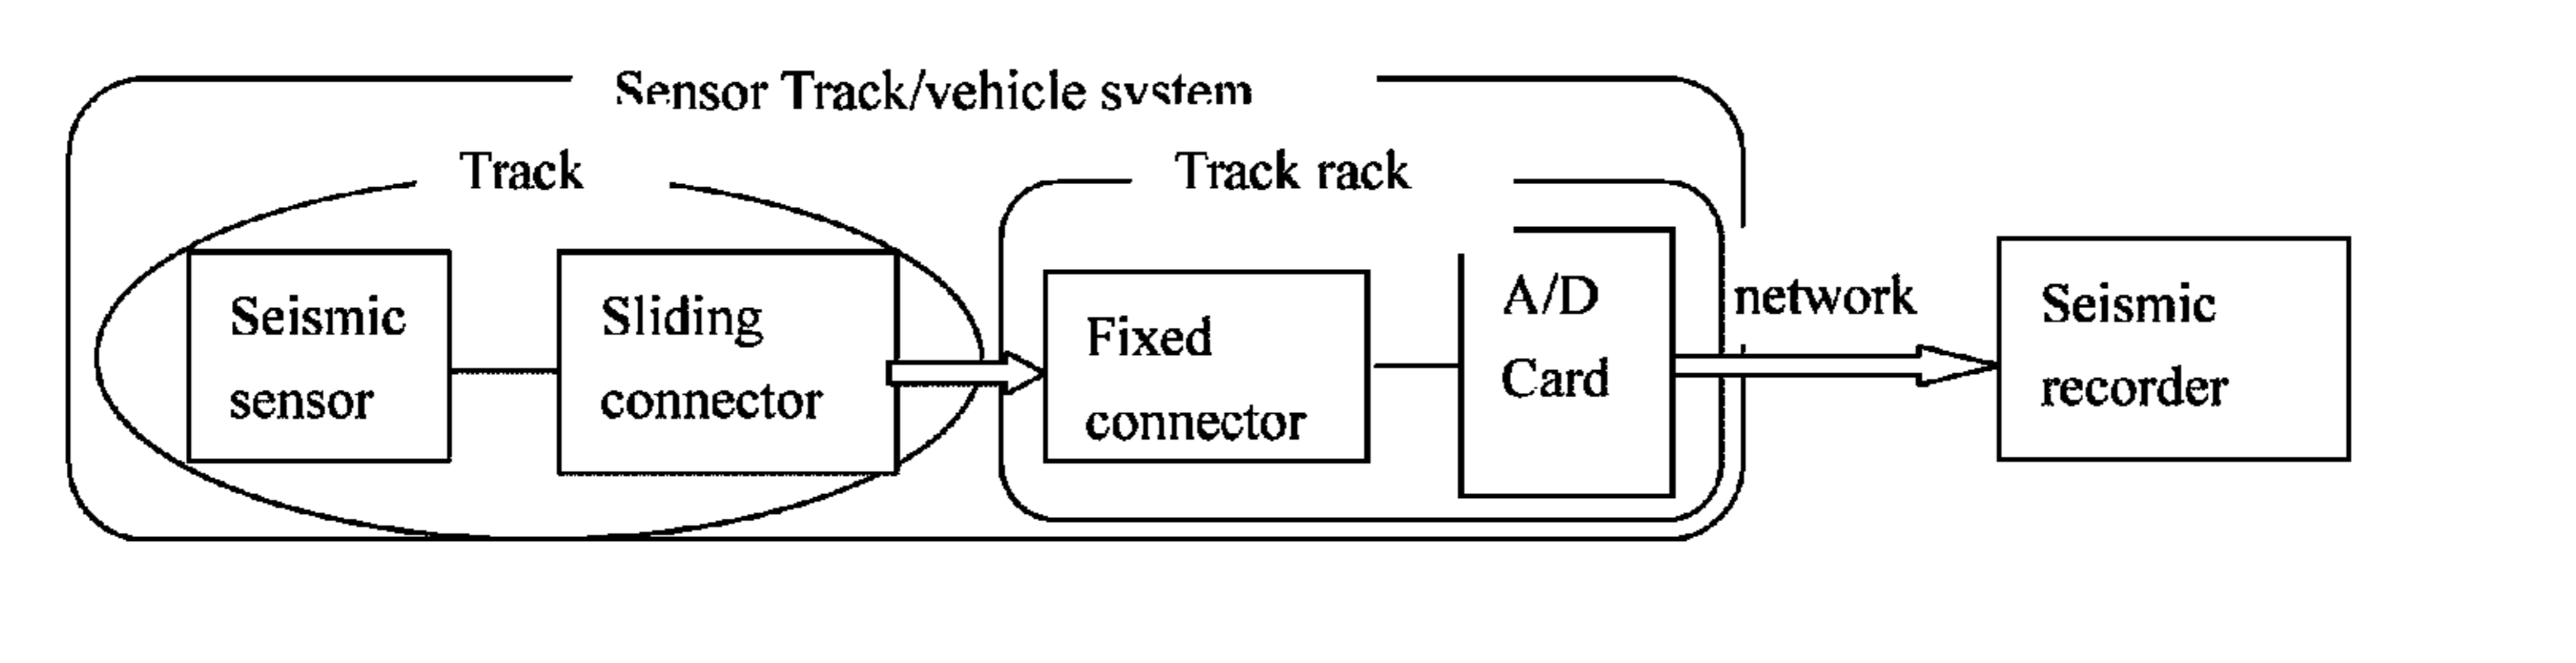 Sensor Track/vehicle system
Track
Track rack
Seismic
sensor
Sliding
connector
Fixed
connector
A/D
Card
network
Seismic
recorder